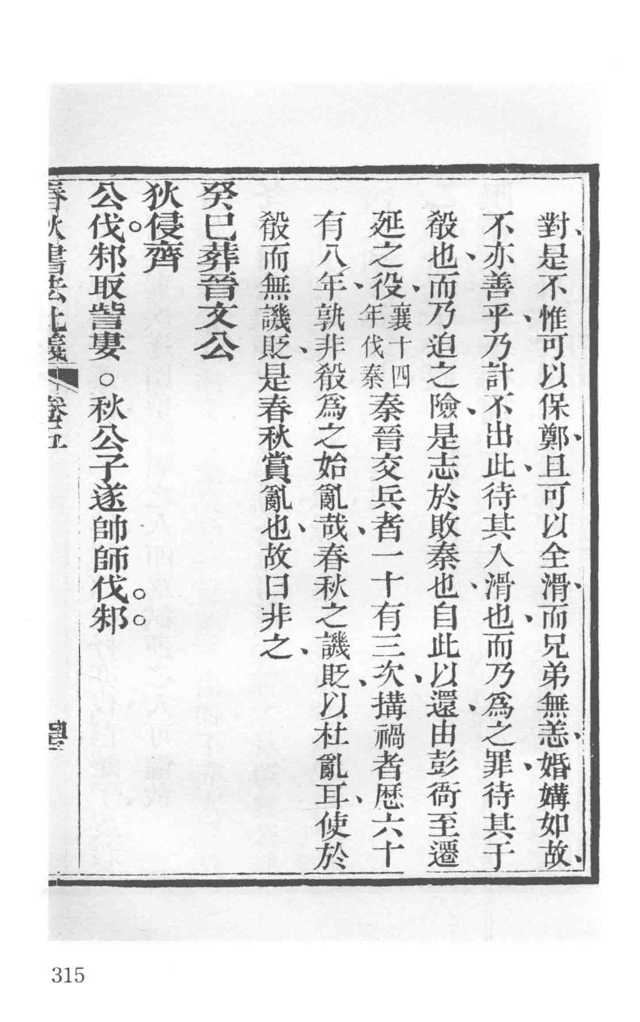 對是不惟可以保鄭且可以全滑而兄弟無恙婚媾如故
不亦善乎乃計不出此待其入滑也而乃爲之罪待其于
殽也而乃迫之險是志於敗秦也自此以還由彭衙至遷
延之役襄十四年伐秦秦晉交兵者一十有三次搆禍者歷六十
有八年孰非殽爲之始亂哉春秋之譏貶以杜亂耳使於
殽而無譏貶是春秋賞亂也故曰非之
癸巳葬晉文公
狄侵齊
公伐邾取訾婁○秋公子遂帥師伐邾
春秋書法比義 卷五
315